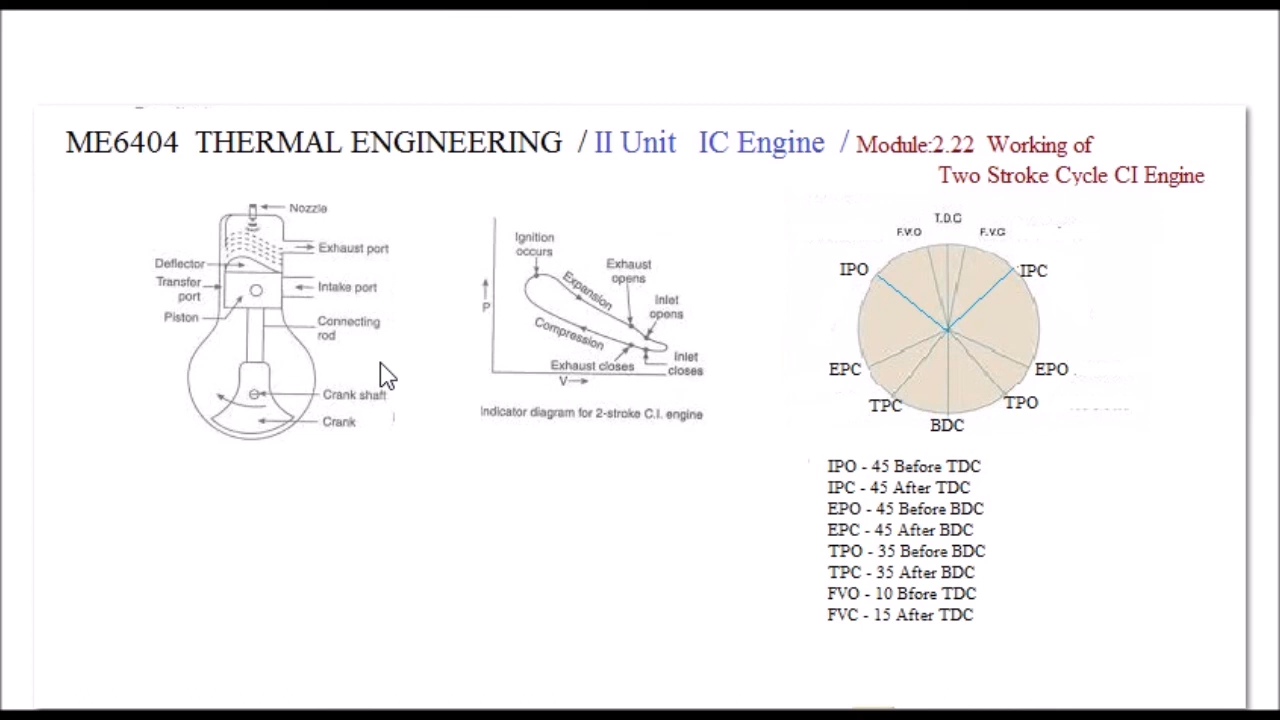 ME6404 THERMAL ENGINEERING / II Unit IC Engine / Module:2.22 Working of
Two Stroke Cycle CI Engine
Nozzle
Exhaust port
Deflector
Transfer
port
Intake port
Piston
Connecting
rod
Crank shaft
Crank
Ignition
occurs
Exhaust
opens
Expansion
Inlet
opens
P
Compression
Exhaust closes
Inlet
closes
V
Indicator diagram for 2-stroke C.I. engine
T.D.C
F.V.O
F.V.C
IPO
IPC
EPC
EPO
TPC
TPO
BDC
IPO - 45 Before TDC
IPC - 45 After TDC
EPO - 45 Before BDC
EPC - 45 After BDC
TPO - 35 Before BDC
TPC - 35 After BDC
FVO - 10 Bfore TDC
FVC - 15 After TDC